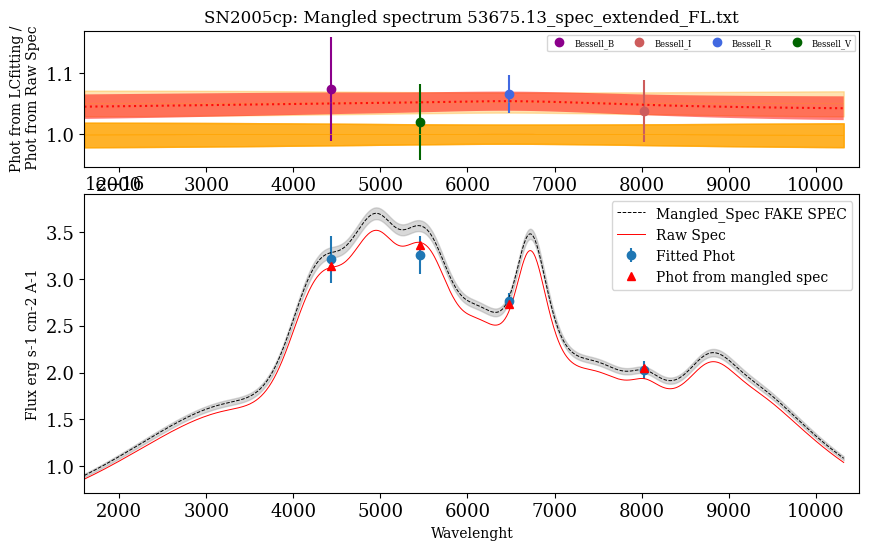 SN2005cp: Mangled spectrum 53675.13_spec_extended_FL.txt
Phot from LCfitting /
Phot from Raw Spec
1.1
1.0
Bessell_B
Bessell_I
Bessell_R
Bessell_V
2000 3000 4000 5000 6000 7000 8000 9000 10000
1e−16
Flux erg s-1 cm-2 A-1
3.5
3.0
2.5
2.0
1.5
1.0
Mangled_Spec FAKE SPEC
Raw Spec
Fitted Phot
Phot from mangled spec
2000 3000 4000 5000 6000 7000 8000 9000 10000
Wavelenght